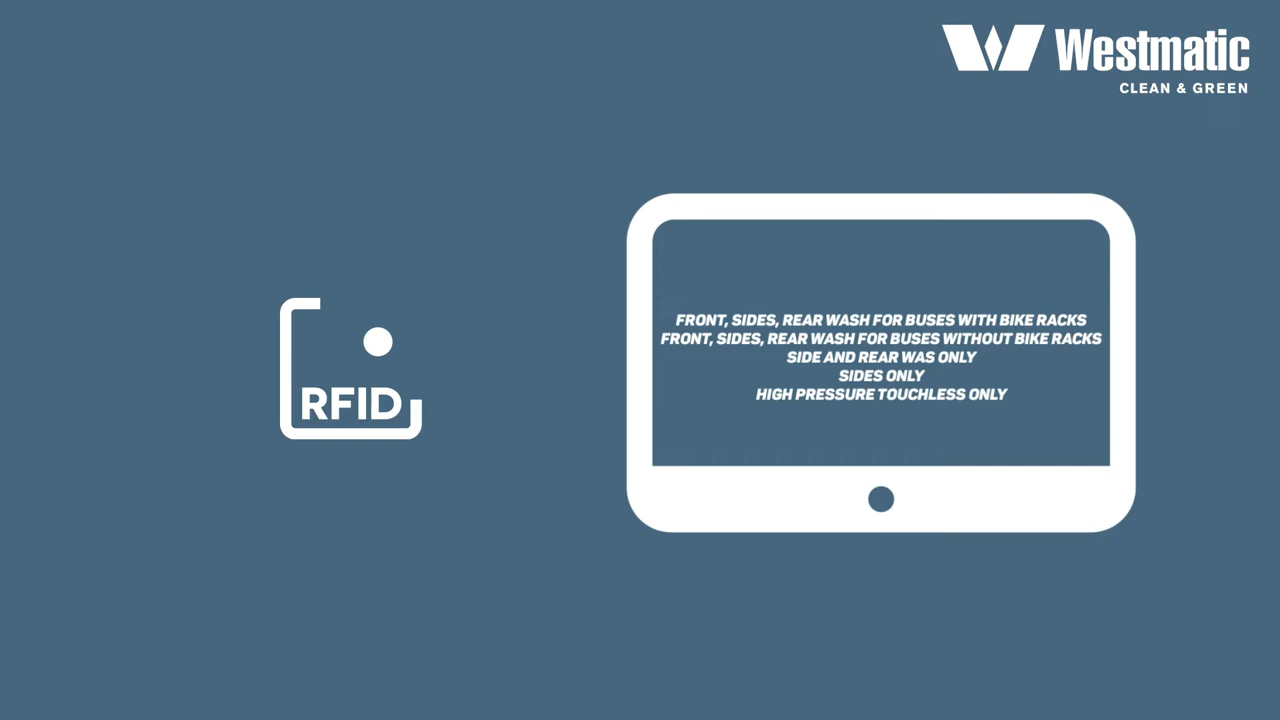 Westmatic
CLEAN & GREEN
FRONT, SIDES, REAR WASH FOR BUSES WITH BIKE RACKS
FRONT, SIDES, REAR WASH FOR BUSES WITHOUT BIKE RACKS
SIDE AND REAR WAS ONLY
SIDES ONLY
HIGH PRESSURE TOUCHLESS ONLY
RFID